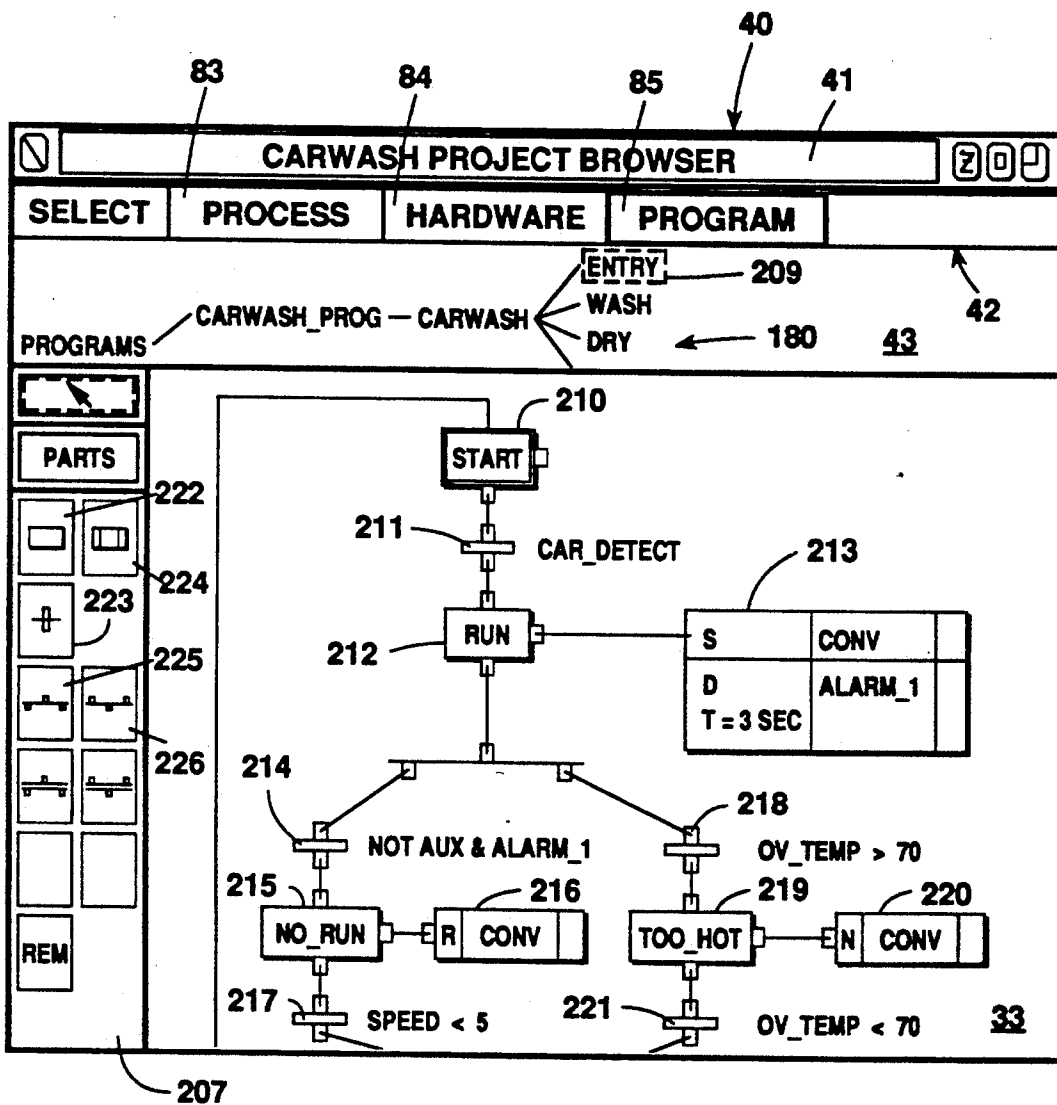 40
83
84
85
41
CARWASH PROJECT BROWSER
Z
SELECT PROCESS HARDWARE PROGRAM
ENTRY
209
WASH
42
CARWASH_PROG
CARWASH
DRY
180
43
PROGRAMS
210
PARTS
START
222
211
CAR_DETECT
213
224
223
S CONV
212
RUN
225
D ALARM_1
T = 3 SEC
226
214
218
NOT AUX & ALARM_1
OV_TEMP > 70
215
216
219
220
REM
NO_RUN
R CONV
TOO_HOT
N CONV
217
SPEED < 5
221
OV_TEMP < 70
33
207